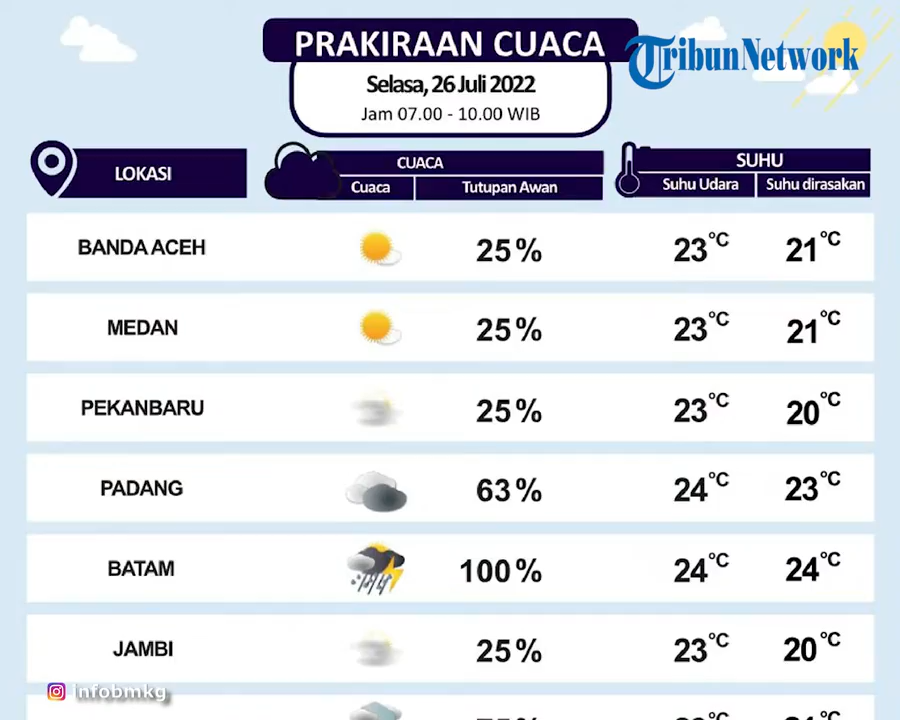 PRAKIRAAN CUACA
TribunNetwork
Selasa, 26 Juli 2022
Jam 07.00 - 10.00 WIB
LOKASI CUACA SUHU
Cuaca Tutupan Awan Suhu Udara Suhu dirasakan
BANDA ACEH 25% 23°C 21°C
MEDAN 25% 23°C 21°C
PEKANBARU 25% 23°C 20°C
PADANG 63% 24°C 23°C
BATAM 100% 24°C 24°C
JAMBI 25% 23°C 20°C
infobmkg